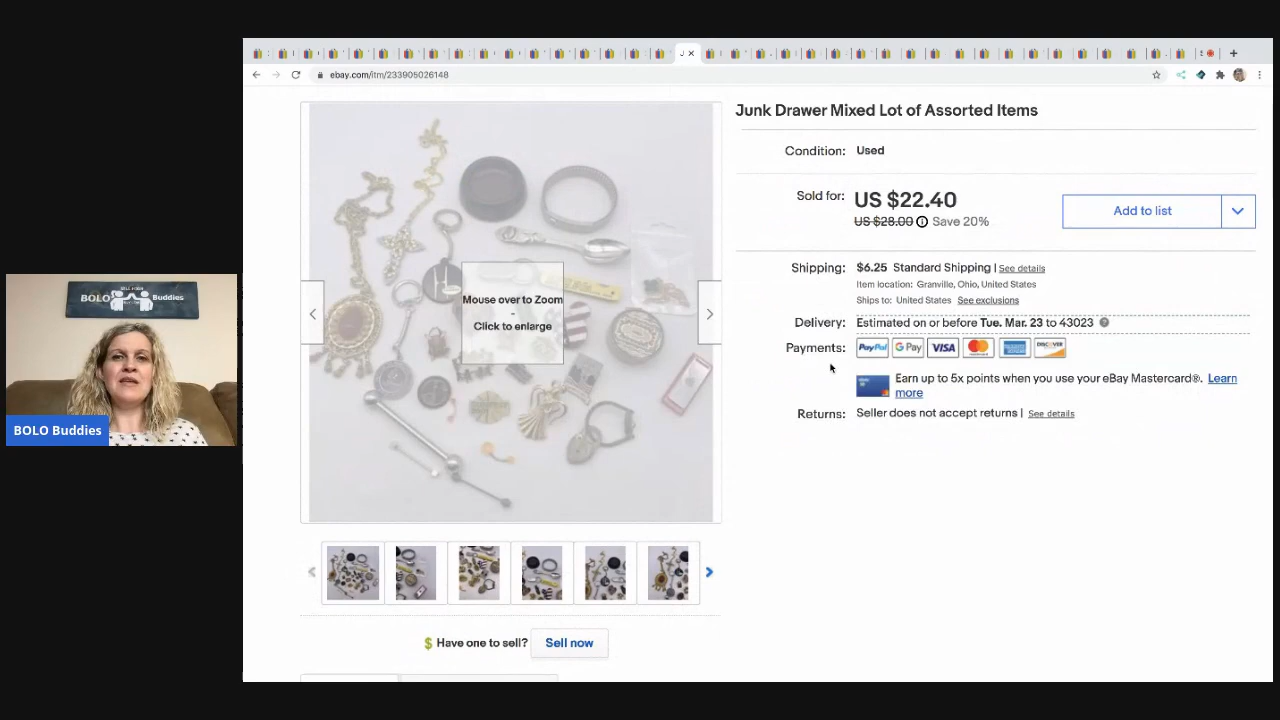 ebay.com/itm/233905026148
Junk Drawer Mixed Lot of Assorted Items
Condition: Used
Sold for: US $22.40
US $28.00 Save 20%
Add to list
Mouse over to Zoom
-
Click to enlarge
Shipping: $6.25 Standard Shipping | See details
Item location: Granville, Ohio, United States
Ships to: United States See exclusions
Delivery: Estimated on or before Tue. Mar. 23 to 43023
Payments: PayPal G Pay VISA DISCOVER
Earn up to 5x points when you use your eBay Mastercard®. Learn
more
Returns: Seller does not accept returns | See details
BOLO Buddies
BOLO Buddies
Have one to sell? Sell now